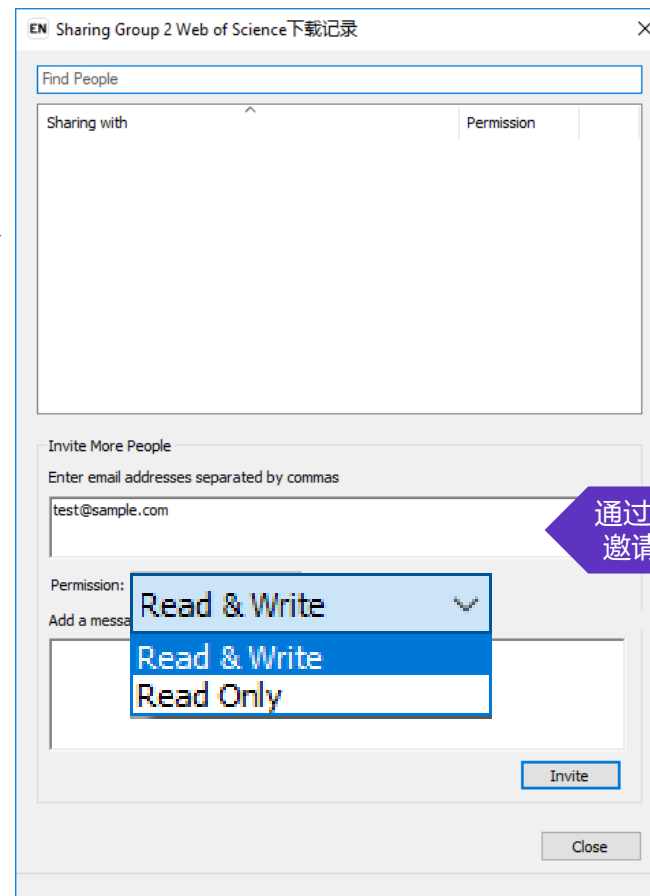 EN Sharing Group 2 Web of Science下载记录
Find People
Sharing with Permission
Invite More People
Enter email addresses separated by commas
test@sample.com
通过
邀请
Permission:
Read & Write
Add a messa
Read & Write
Read Only
Invite
Close